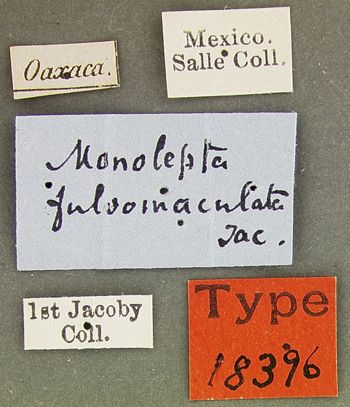 Oaxaca.
Mexico.
Salle Coll.
Monolepta
fulvomaculata
Jac.
1st Jacoby
Coll.
Type
18396